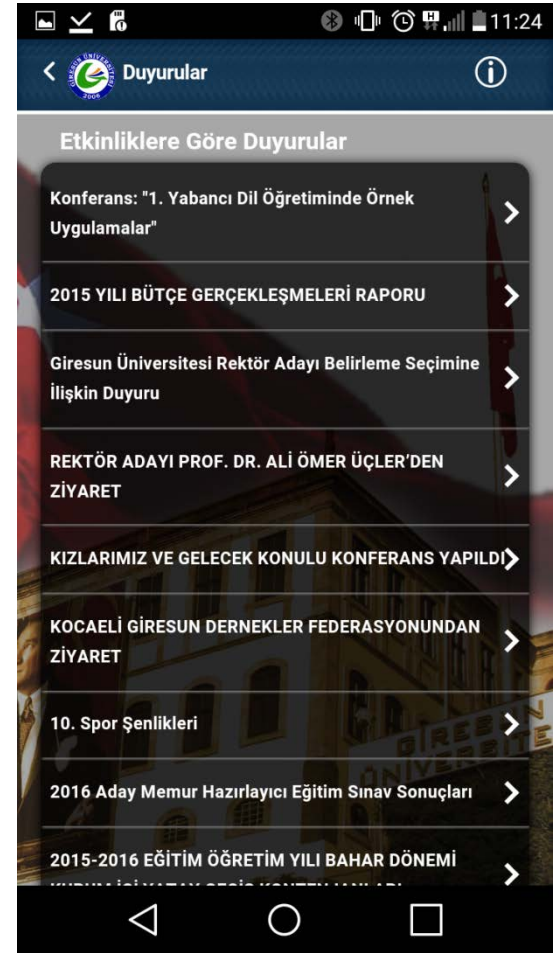 11:24
Duyurular
Etkinliklere Göre Duyurular
Konferans: "1. Yabancı Dil Öğretiminde Örnek
Uygulamalar"
2015 YILI BÜTÇE GERÇEKLEŞMELERİ RAPORU
Giresun Üniversitesi Rektör Adayı Belirleme Seçimine
İlişkin Duyuru
REKTÖR ADAYI PROF. DR. ALİ ÖMER ÜÇLER’DEN
ZİYARET
KIZLARIMIZ VE GELECEK KONULU KONFERANS YAPILDI
KOCAELİ GİRESUN DERNEKLER FEDERASYONUNDAN
ZİYARET
10. Spor Şenlikleri
2016 Aday Memur Hazırlayıcı Eğitim Sınav Sonuçları
2015-2016 EĞİTİM ÖĞRETİM YILI BAHAR DÖNEMİ